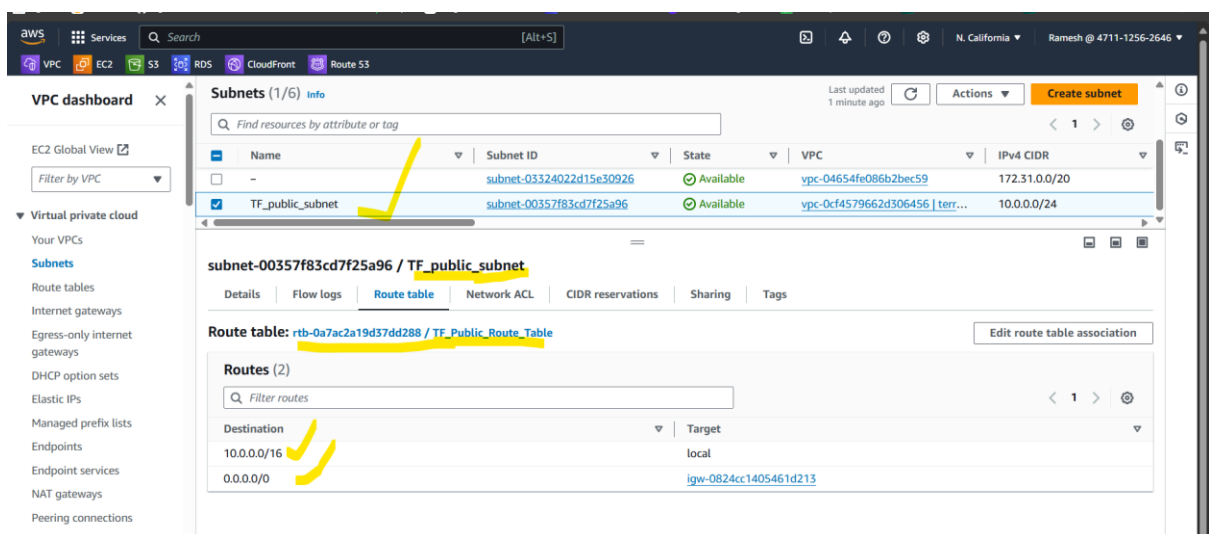 aws Services Search [Alt+S] N. California ▼ Ramesh @ 4711-1256-2646 ▼
VPC EC2 S3 RDS CloudFront Route 53
VPC dashboard ×
EC2 Global View
Filter by VPC ▼
▼ Virtual private cloud
Your VPCs
Subnets
Route tables
Internet gateways
Egress-only internet
gateways
DHCP option sets
Elastic IPs
Managed prefix lists
Endpoints
Endpoint services
NAT gateways
Peering connections
Subnets (1/6) Info
Last updated
1 minute ago
Actions ▼ Create subnet
Find resources by attribute or tag
< 1 >
Name Subnet ID State VPC IPv4 CIDR
– subnet-03324022d15e30926 Available vpc-04654fe086b2bec59 172.31.0.0/20
TF_public_subnet subnet-00357f83cd7f25a96 Available vpc-0cf4579662d306456 | terr... 10.0.0.0/24
subnet-00357f83cd7f25a96 / TF_public_subnet
Details Flow logs Route table Network ACL CIDR reservations Sharing Tags
Route table: rtb-0a7ac2a19d37dd288 / TF_Public_Route_Table Edit route table association
Routes (2)
Filter routes
< 1 >
Destination Target
10.0.0.0/16 local
0.0.0.0/0 igw-0824cc1405461d213